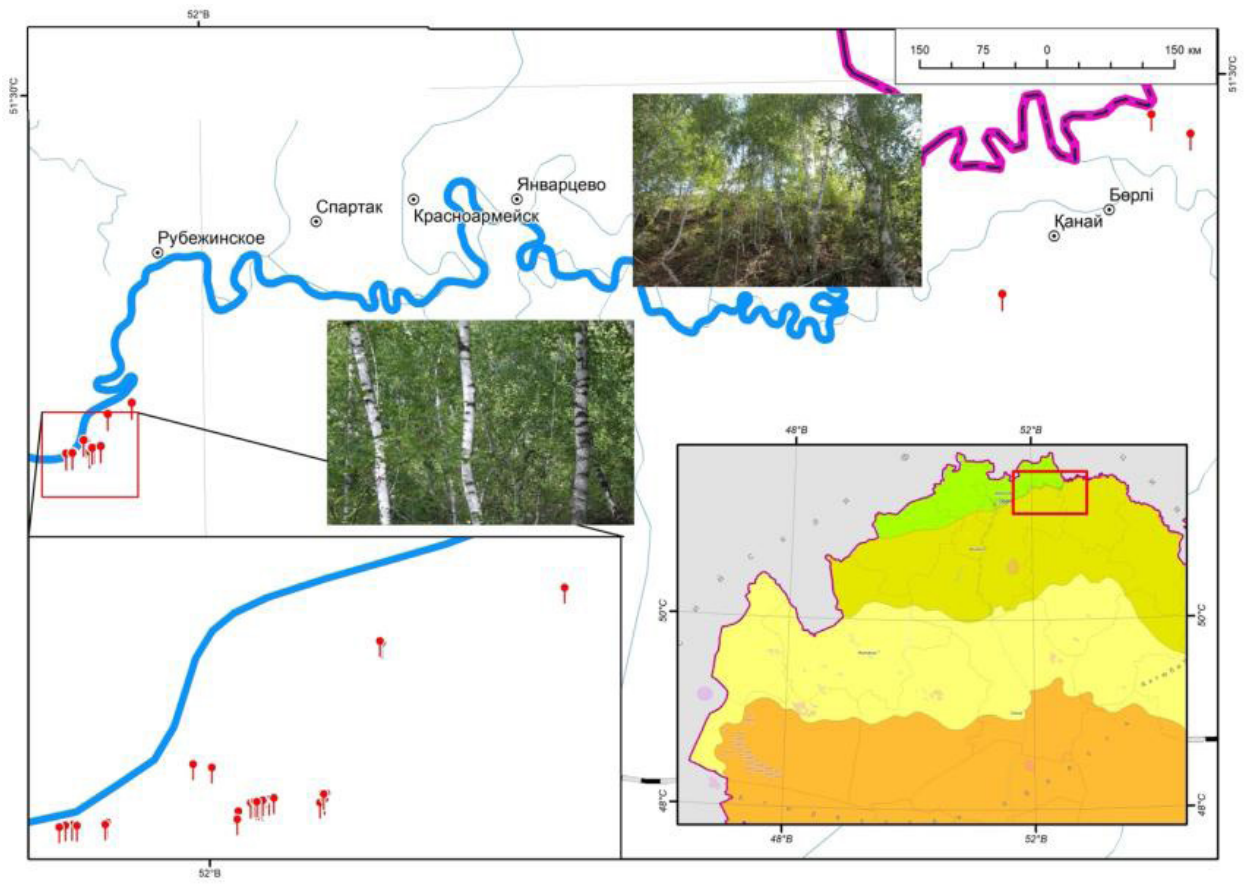 52°В
150 75 0 150 км
51°30'С
51°30'С
Январцево
Бөрлі
Спартак
Красноармейск
Қанай
Рубежинское
48°В 52°В
50°С
50°С
48°С
48°С
48°В 52°В
52°В